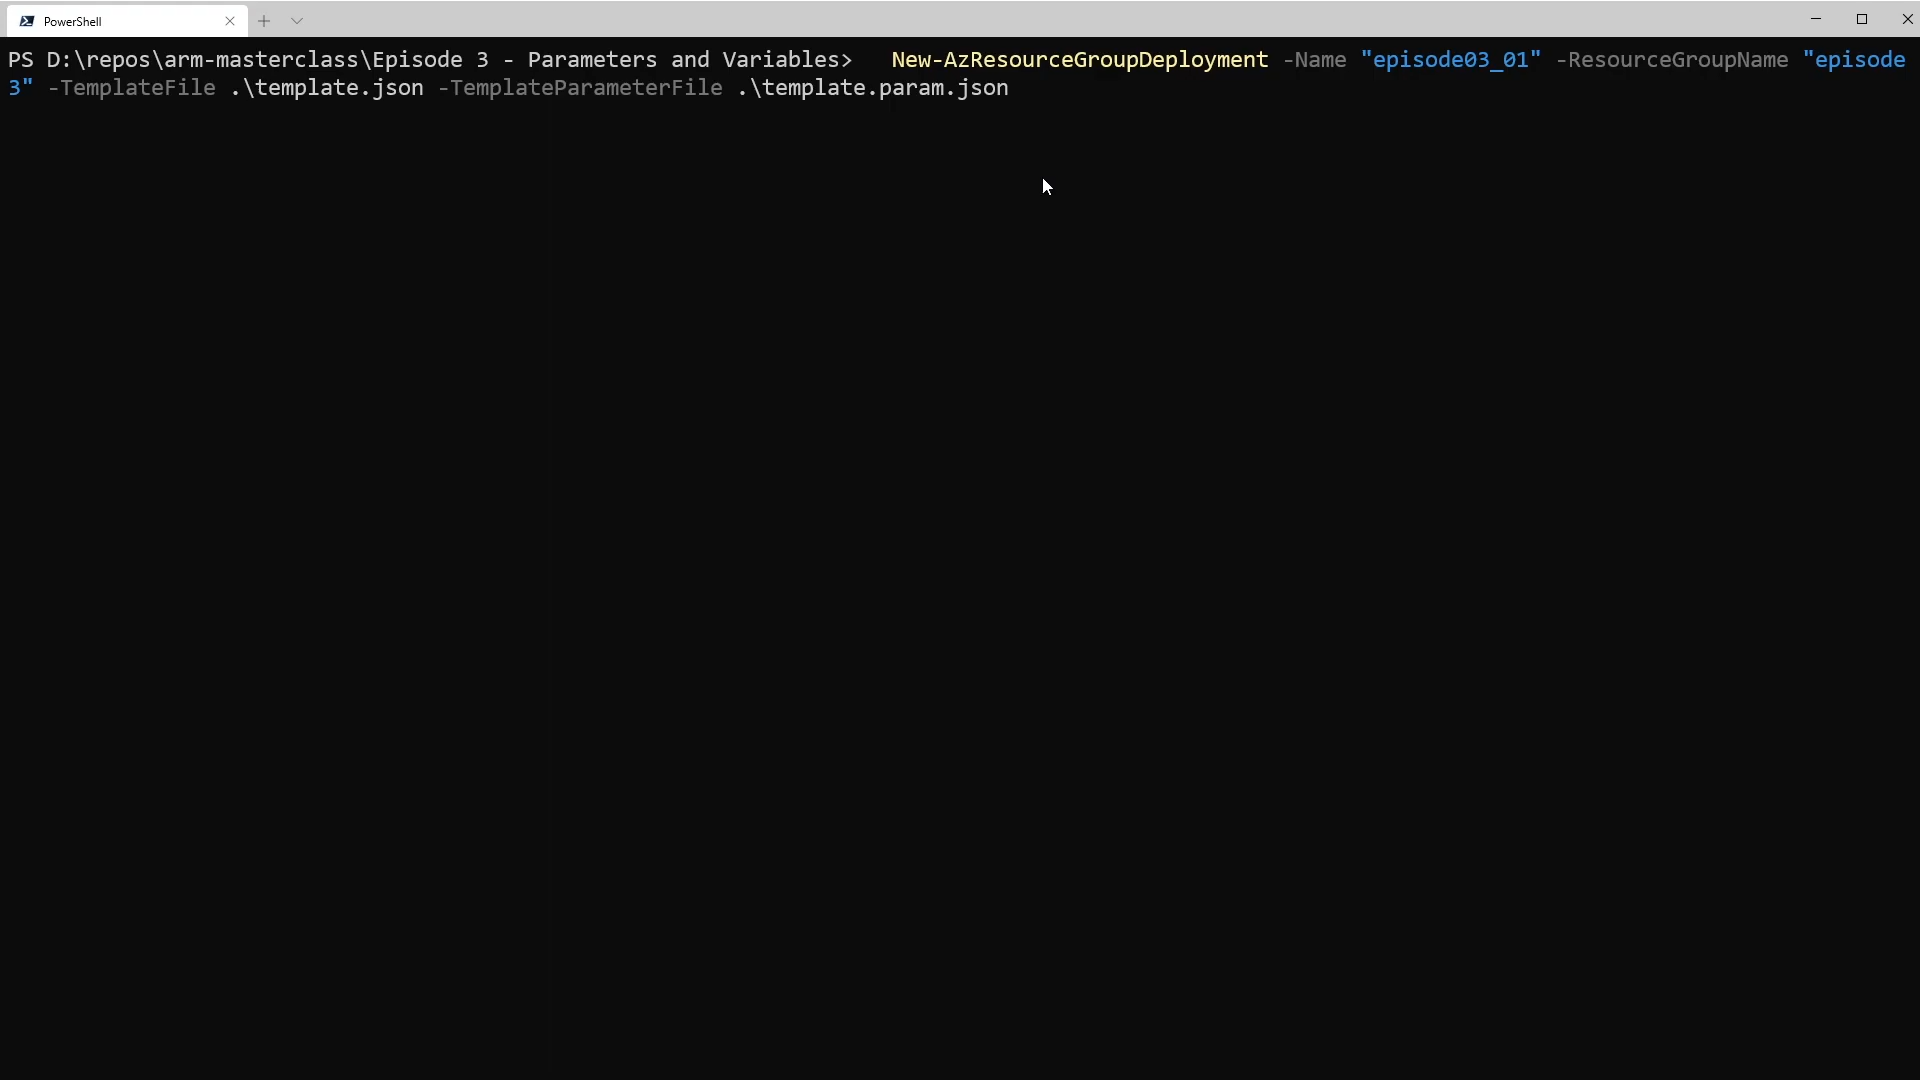 PowerShell
PS D:\repos\arm-masterclass\Episode 3 - Parameters and Variables>   New-AzResourceGroupDeployment -Name "episode03_01" -ResourceGroupName "episode
3" -TemplateFile .\template.json -TemplateParameterFile .\template.param.json